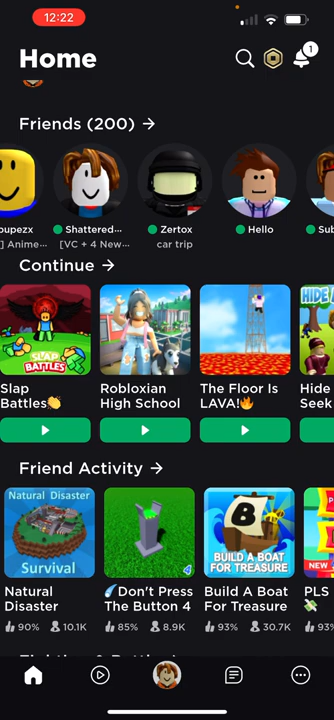 12:22
Home
1
Friends (200) →
oupezx
Shattered···
Zertox
Hello
Sub
] Anime···
[VC + 4 New···
car trip
Continue →
SLAP
BATTLES
HIDE
Slap
Battles👏
Robloxian
High School
The Floor Is
LAVA!🔥
Hide
Seek
Friend Activity →
Natural Disaster
Survival
4
B
BUILD A BOAT
FOR TREASURE
Natural
Disaster
Don't Press
The Button 4
Build A Boat
For Treasure
PLS
💸
90%
10.1K
85%
8.9K
93%
30.7K
93%